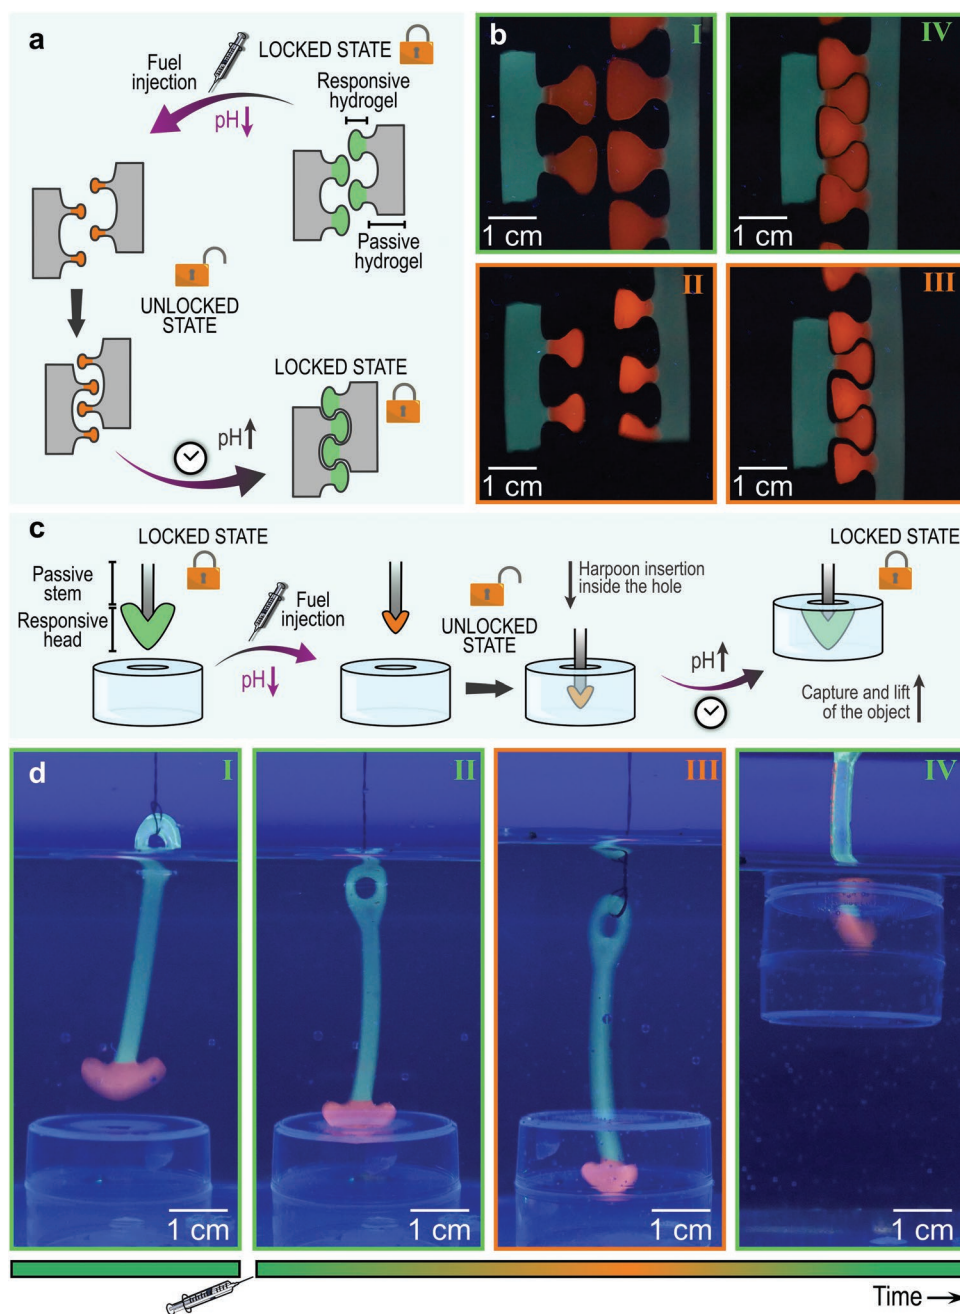 a
LOCKED STATE
Fuel
injection
Responsive
hydrogel
pH↓
Passive
hydrogel
UNLOCKED
STATE
LOCKED STATE
pH↑
b
I
1 cm
IV
1 cm
II
1 cm
III
1 cm
c
LOCKED STATE
Passive
stem
Responsive
head
Fuel
injection
pH↓
UNLOCKED
STATE
Harpoon insertion
inside the hole
pH↑
LOCKED STATE
Capture and lift
of the object
d
I
1 cm
II
1 cm
III
1 cm
IV
1 cm
Time →